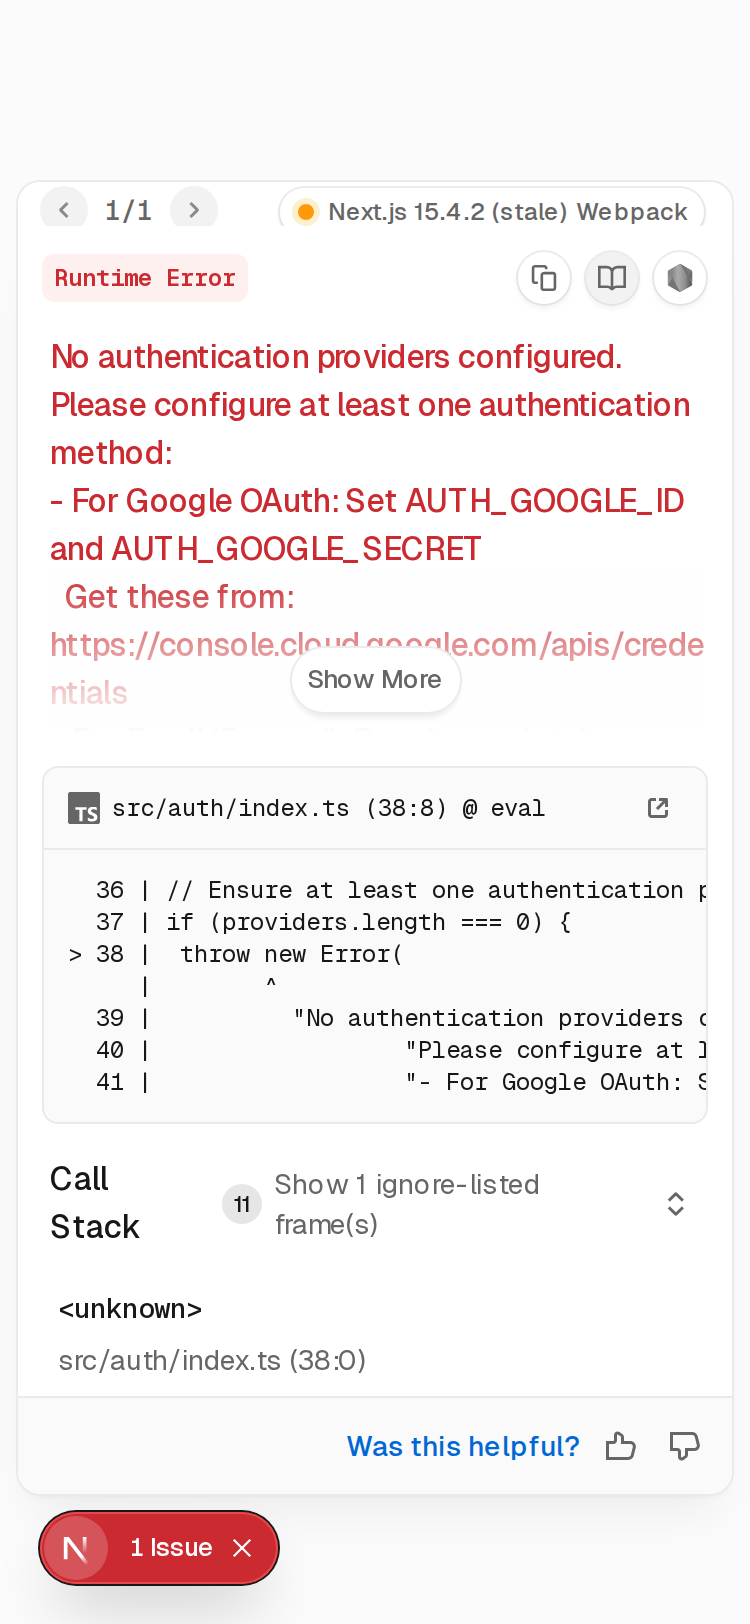 1/1
Next.js 15.4.2 (stale) Webpack
Runtime Error
No authentication providers configured.
Please configure at least one authentication
method:
- For Google OAuth: Set AUTH_GOOGLE_ID
and AUTH_GOOGLE_SECRET
Get these from:
https://console.cloud.google.com/apis/crede
ntials
Show More
TS src/auth/index.ts (38:8) @ eval
36 | // Ensure at least one authentication p
37 | if (providers.length === 0) {
> 38 | throw new Error(
| ^
39 | "No authentication providers c
40 | "Please configure at l
41 | "- For Google OAuth: S
Call
Stack
11
Show 1 ignore-listed
frame(s)
<unknown>
src/auth/index.ts (38:0)
Was this helpful?
N 1 Issue